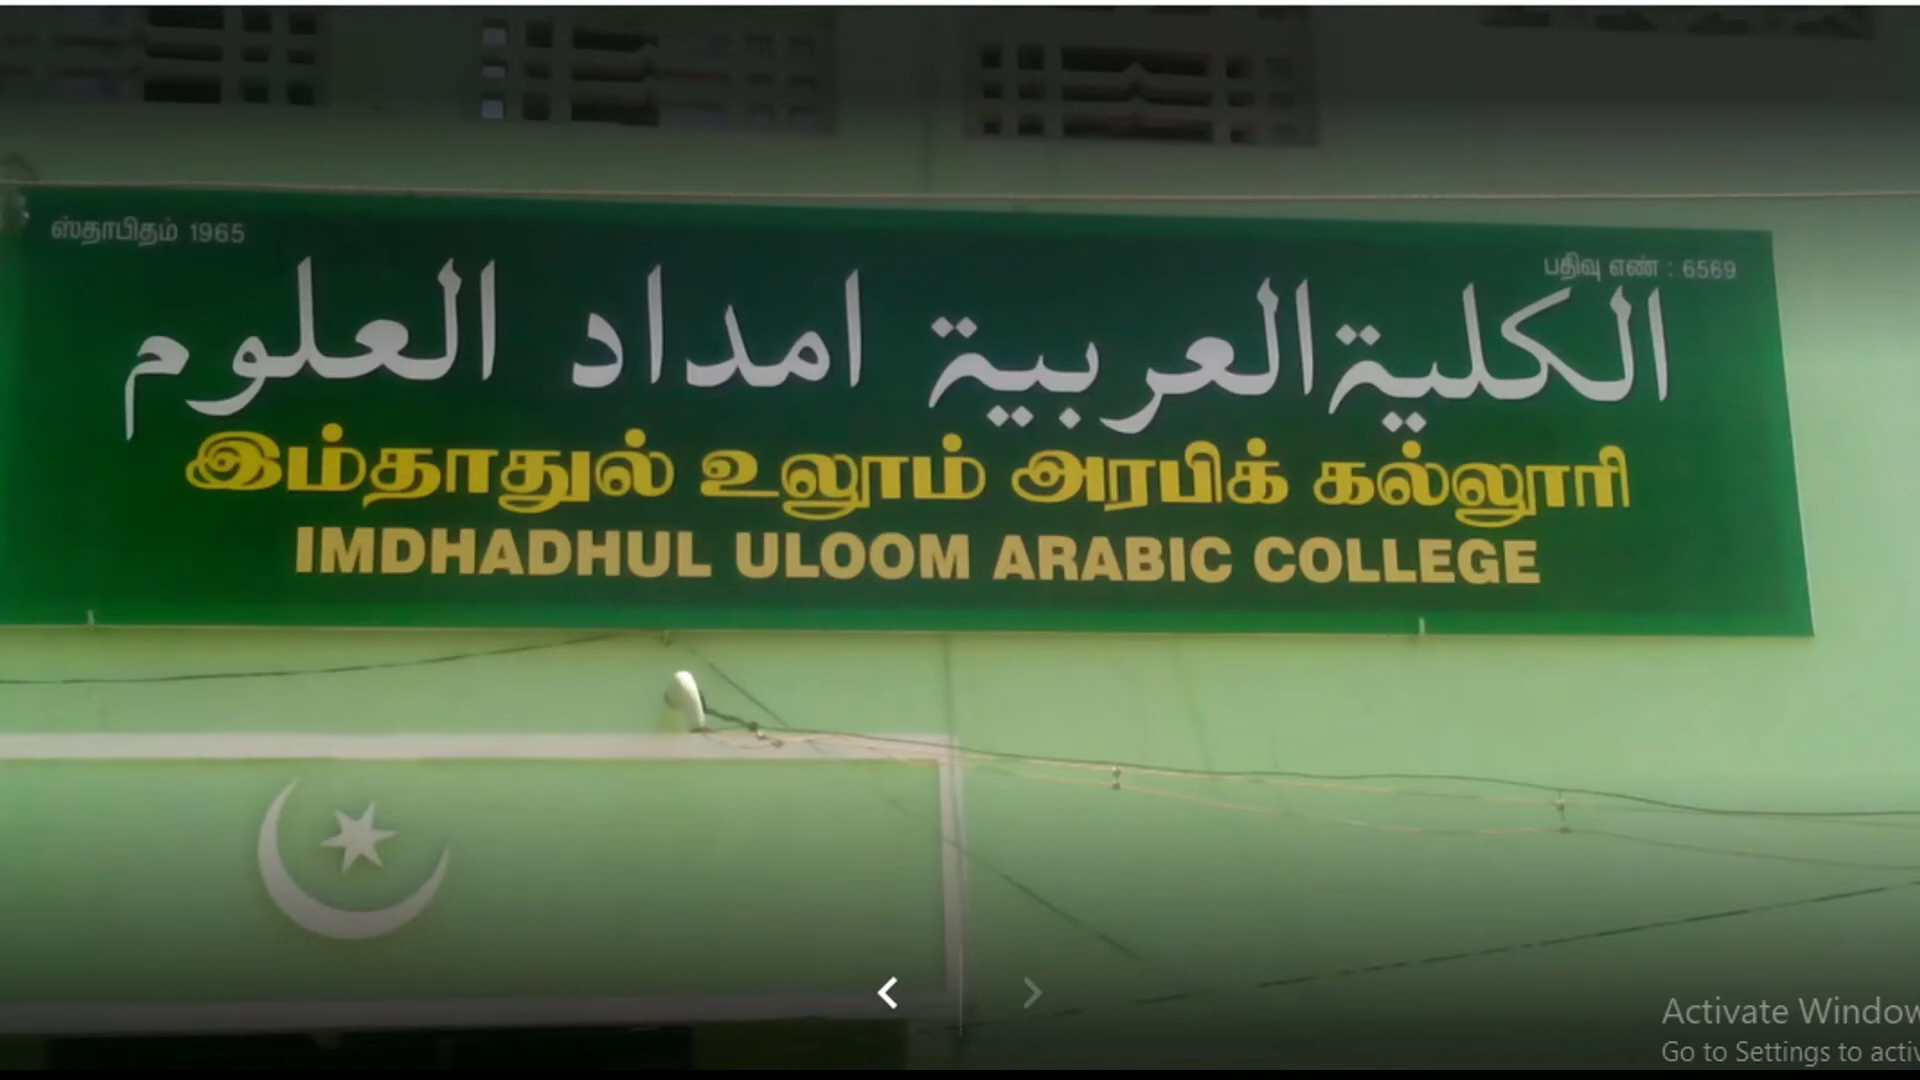 ஸ்தாபிதம் 1965
பதிவு எண் : 6569
الكلية العربية امداد العلوم
இம்தாதுல் உலூம் அரபிக் கல்லூரி
IMDHADHUL ULOOM ARABIC COLLEGE
Activate Window
Go to Settings to activ